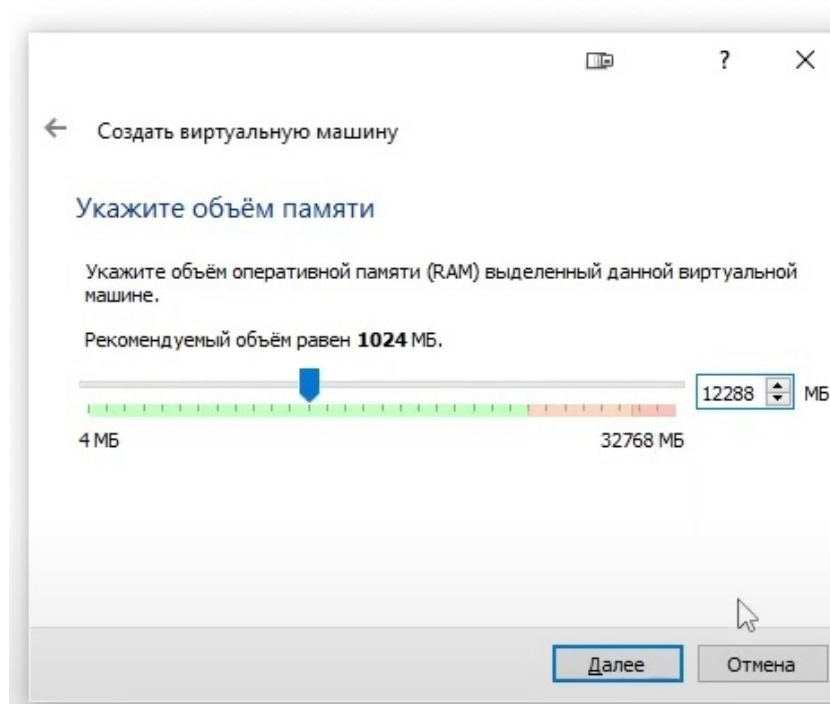 ?
Создать виртуальную машину
Укажите объём памяти
Укажите объём оперативной памяти (RAM) выделенный данной виртуальной
машине.
Рекомендуемый объём равен 1024 МБ.
12288 МБ
4 МБ 32768 МБ
Далее Отмена